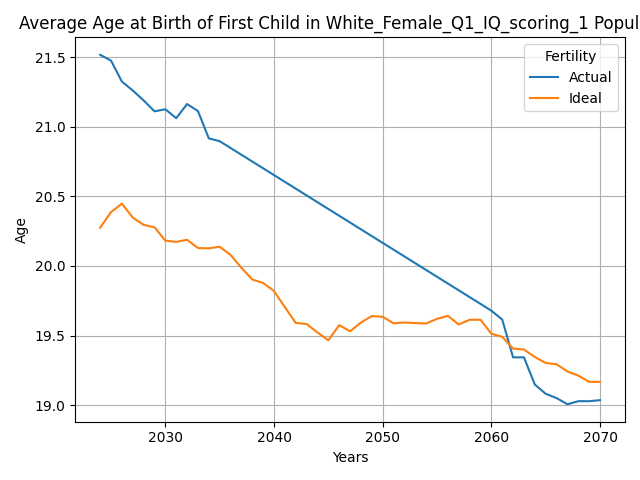 Average Age at Birth of First Child in White_Female_Q1_IQ_scoring_1 Popul
Fertility
Actual
Ideal
21.5
21.0
20.5
20.0
19.5
19.0
Age
2030 2040 2050 2060 2070
Years